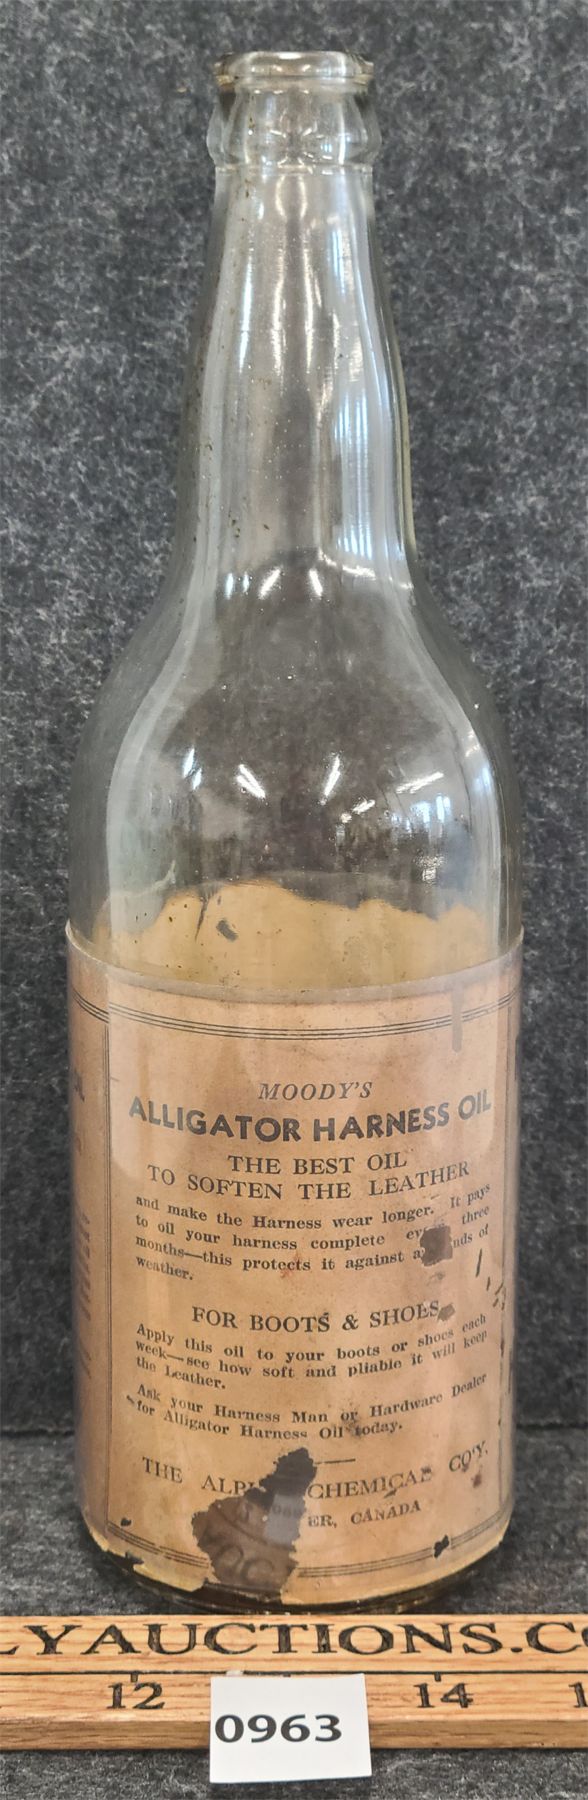 MOODY'S
ALLIGATOR HARNESS OIL
THE BEST OIL
TO SOFTEN THE LEATHER
and make the Harness wear longer. It pays
to oil your harness complete three
months—this protects it against of
weather.
FOR BOOTS & SHOES
Apply this oil to your boots or shoes each
week—see how soft and pliable it will keep
the Leather.
Ask your Harness Man or Hardware Dealer
for Alligator Harness Oil today.
THE CHEMICAL CO'Y.
CANADA
LYAUCTIONS.CO
12 14
0963